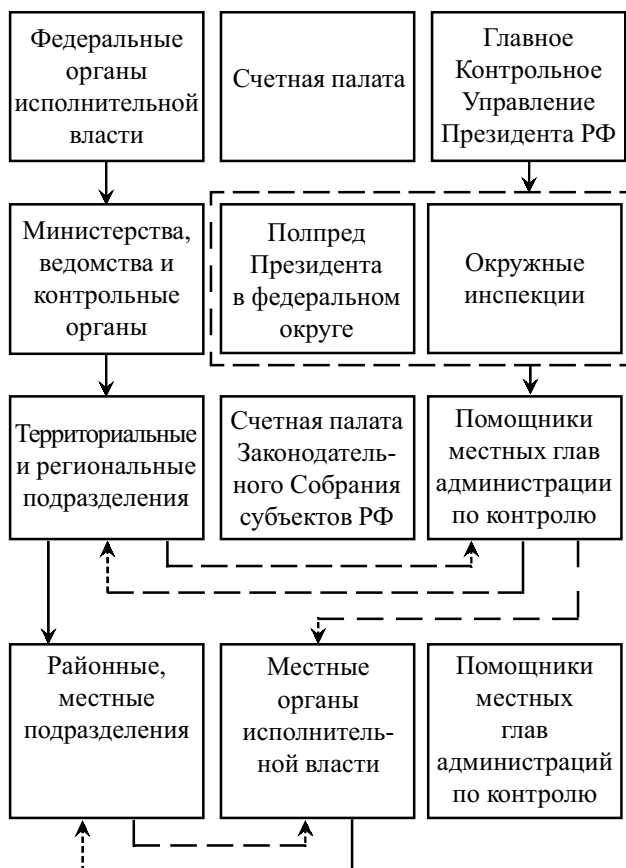 Федеральные
органы
исполнительной
власти
Счетная палата
Главное
Контрольное
Управление
Президента РФ
Министерства,
ведомства и
контрольные
органы
Полпред
Президента
в федеральном
округе
Окружные
инспекции
Территориальные
и региональные
подразделения
Счетная палата
Законодатель-
ного Собрания
субъектов РФ
Помощники
местных глав
администрации
по контролю
Районные,
местные
подразделения
Местные
органы
исполнитель-
ной власти
Помощники
местных
глав
администраций
по контролю